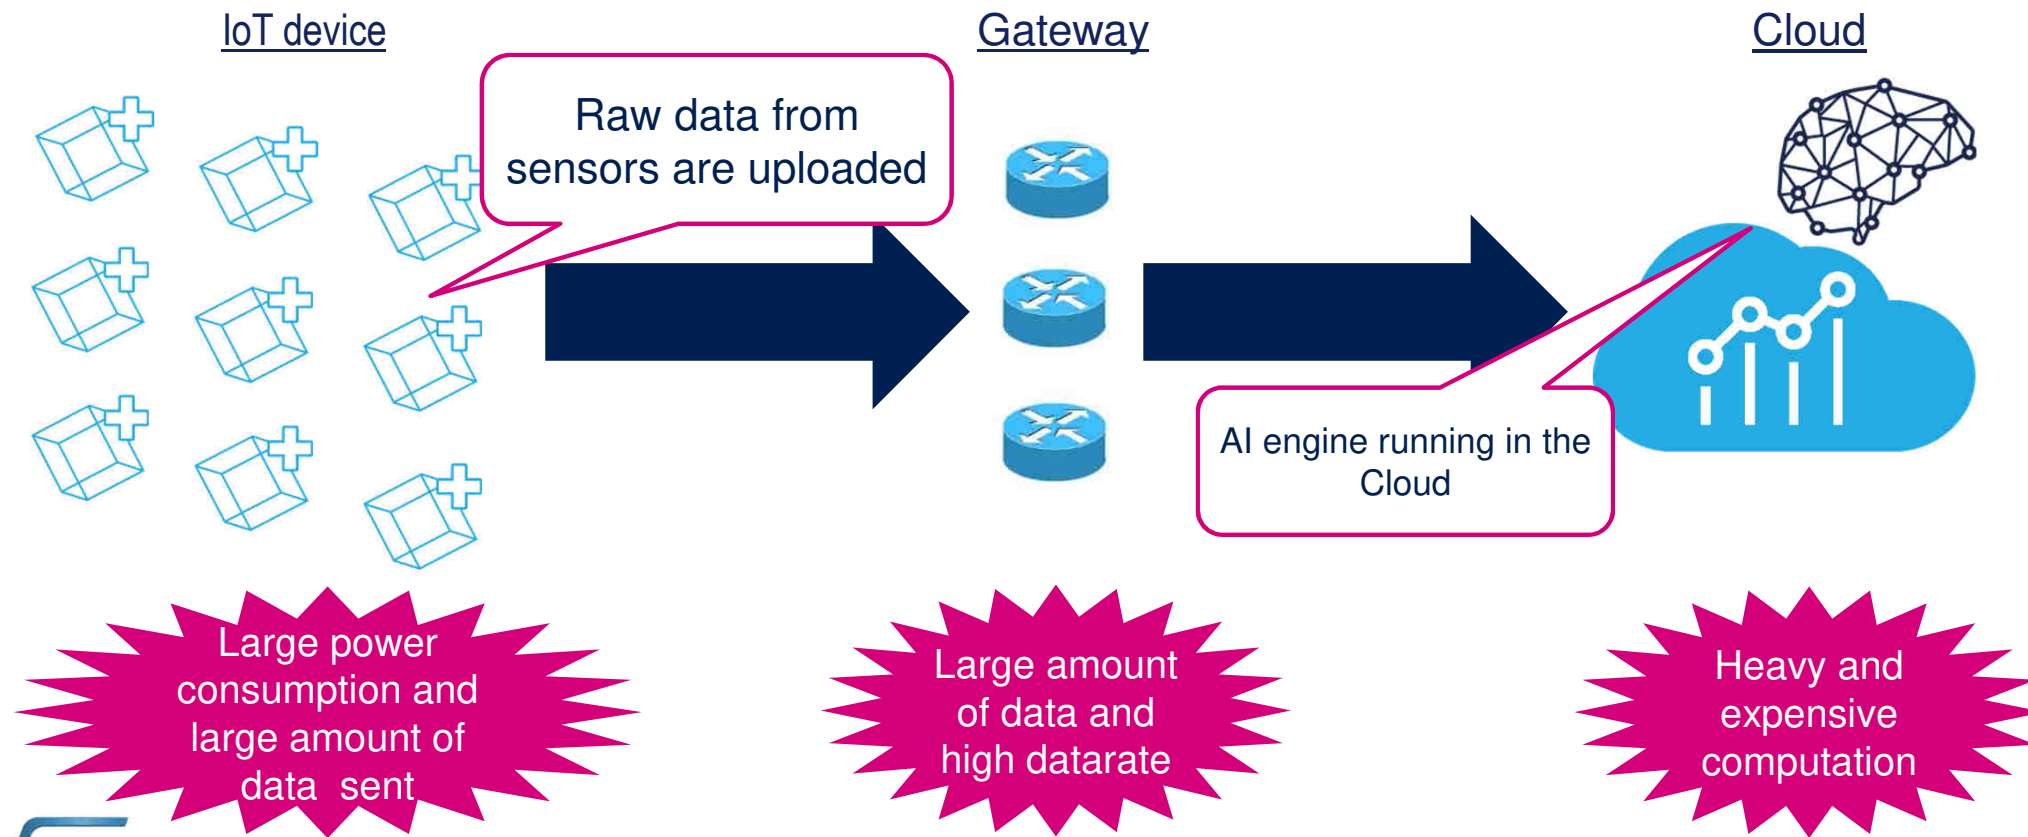 IoT device
Gateway
Cloud
Raw data from
sensors are uploaded
AI engine running in the
Cloud
Large power
consumption and
large amount of
data  sent
Large amount
of data and
high datarate
Heavy and
expensive
computation